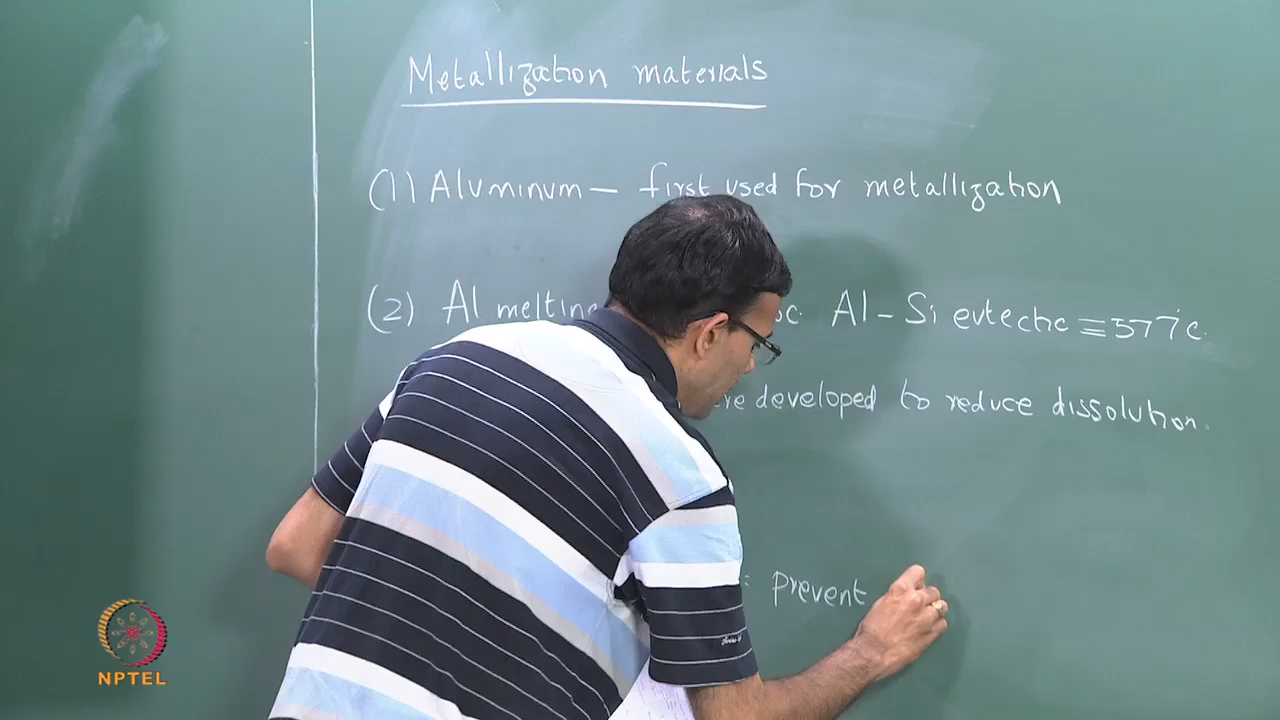 Metallization materials
(1) Aluminum — first used for metallization
(2) Al melting Al - Si eutectic ≡ 577°c.
developed to reduce dissolution.
: prevent
NPTEL